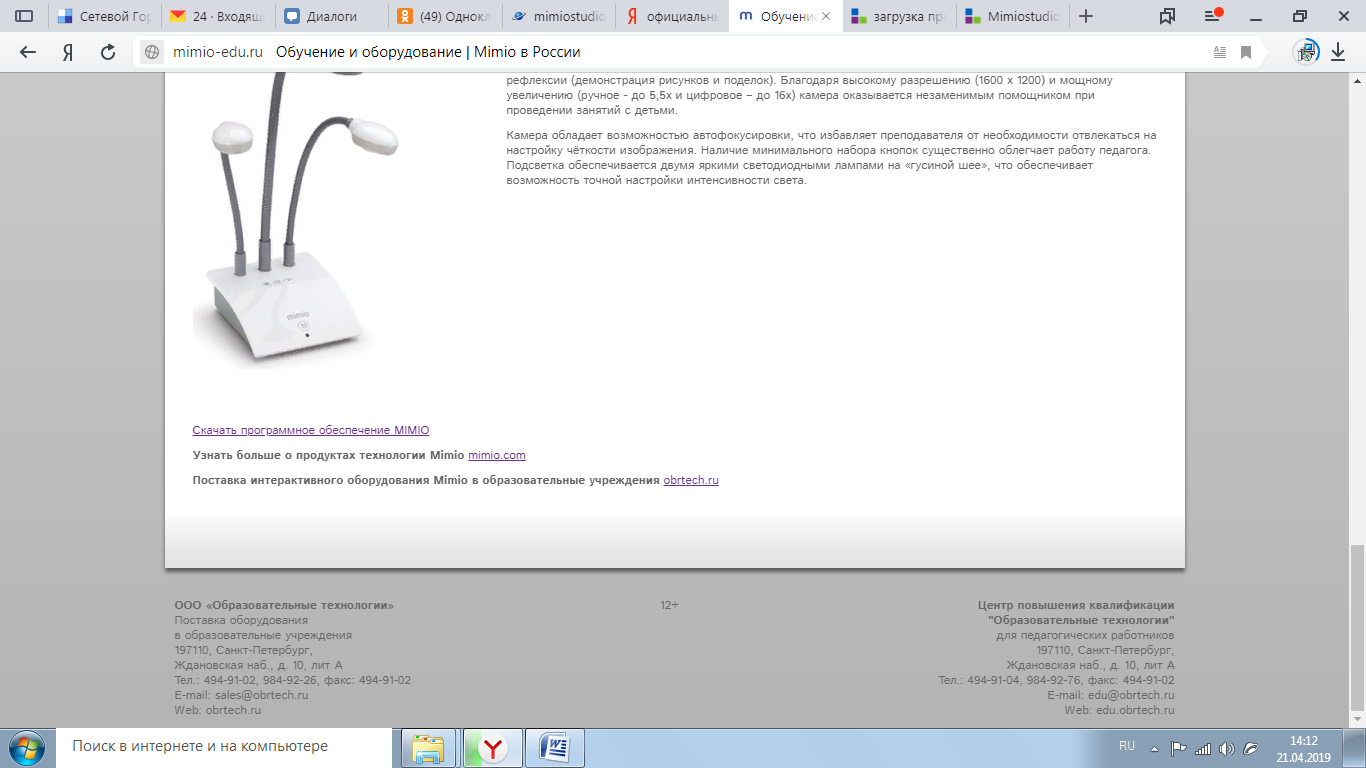 Сетевой Гор
24 · Входящ
Диалоги
(49) Однокл
mimiostudio
официальны
Обучени
загрузка про
Mimiostudio
mimio-edu.ru Обучение и оборудование | Mimio в России
рефлексии (демонстрация рисунков и поделок). Благодаря высокому разрешению (1600 x 1200) и мощному
увеличению (ручное - до 5,5х и цифровое – до 16х) камера оказывается незаменимым помощником при
проведении занятий с детьми.
Камера обладает возможностью автофокусировки, что избавляет преподавателя от необходимости отвлекаться на
настройку чёткости изображения. Наличие минимального набора кнопок существенно облегчает работу педагога.
Подсветка обеспечивается двумя яркими светодиодными лампами на «гусиной шее», что обеспечивает
возможность точной настройки интенсивности света.
mimio
Скачать программное обеспечение MIMIO
Узнать больше о продуктах технологии Mimio mimio.com
Поставка интерактивного оборудования Mimio в образовательные учреждения obrtech.ru
ООО «Образовательные технологии»
Поставка оборудования
в образовательные учреждения
197110, Санкт-Петербург,
Ждановская наб., д. 10, лит А
Тел.: 494-91-02, 984-92-26, факс: 494-91-02
E-mail: sales@obrtech.ru
Web: obrtech.ru
12+
Центр повышения квалификации
"Образовательные технологии"
для педагогических работников
197110, Санкт-Петербург,
Ждановская наб., д. 10, лит А
Тел.: 494-91-04, 984-92-76, факс: 494-91-02
E-mail: edu@obrtech.ru
Web: edu.obrtech.ru
Поиск в интернете и на компьютере
RU
14:12
21.04.2019